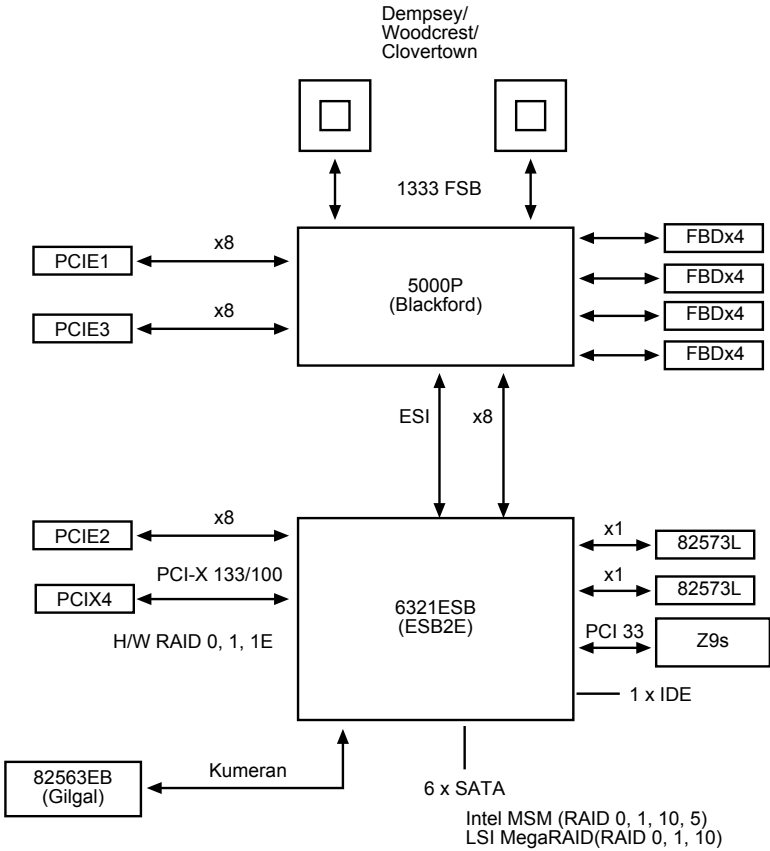 Dempsey/
Woodcrest/
Clovertown
1333 FSB
PCIE1
x8
5000P
(Blackford)
FBDx4
FBDx4
FBDx4
FBDx4
PCIE3
x8
ESI
x8
PCIE2
x8
PCIX4
PCI-X 133/100
H/W RAID 0, 1, 1E
6321ESB
(ESB2E)
x1
82573L
x1
82573L
PCI 33
Z9s
1 x IDE
82563EB
(Gilgal)
Kumeran
6 x SATA
Intel MSM (RAID 0, 1, 10, 5)
LSI MegaRAID(RAID 0, 1, 10)